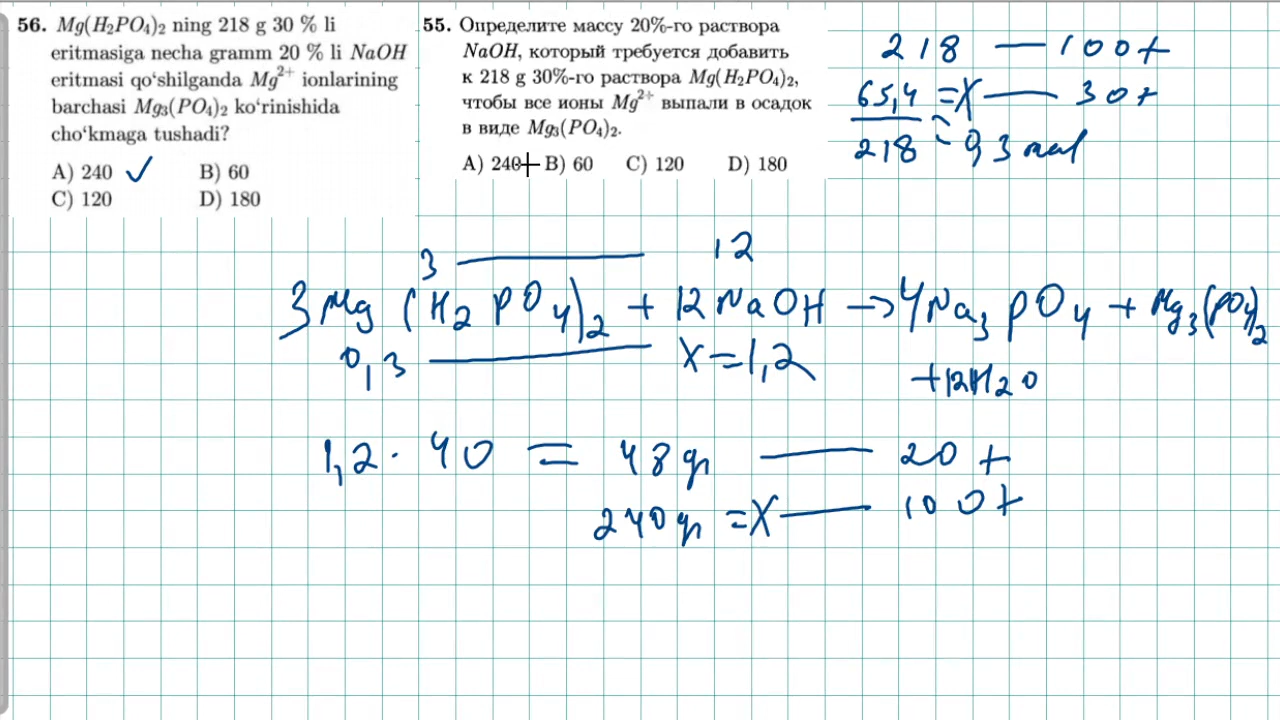 56. Mg(H₂PO₄)₂ ning 218 g 30 % li
eritmasiga necha gramm 20 % li NaOH
eritmasi qo‘shilganda Mg²⁺ ionlarining
barchasi Mg₃(PO₄)₂ ko‘rinishida
cho‘kmaga tushadi?
A) 240 ✓ B) 60
C) 120 D) 180
55. Определите массу 20%-го раствора
NaOH, который требуется добавить
к 218 g 30%-го раствора Mg(H₂PO₄)₂,
чтобы все ионы Mg²⁺ выпали в осадок
в виде Mg₃(PO₄)₂.
A) 240+ B) 60 C) 120 D) 180
218 — 100+
65,4 = X — 30+
218 = 0,3 mol
3 12
3Mg(H₂PO₄)₂ + 12NaOH → 4Na₃PO₄ + Mg₃(PO₄)₂
0,3 X=1,2 +12H₂O
1,2 · 40 = 48gr — 20+
240gr = X — 100+